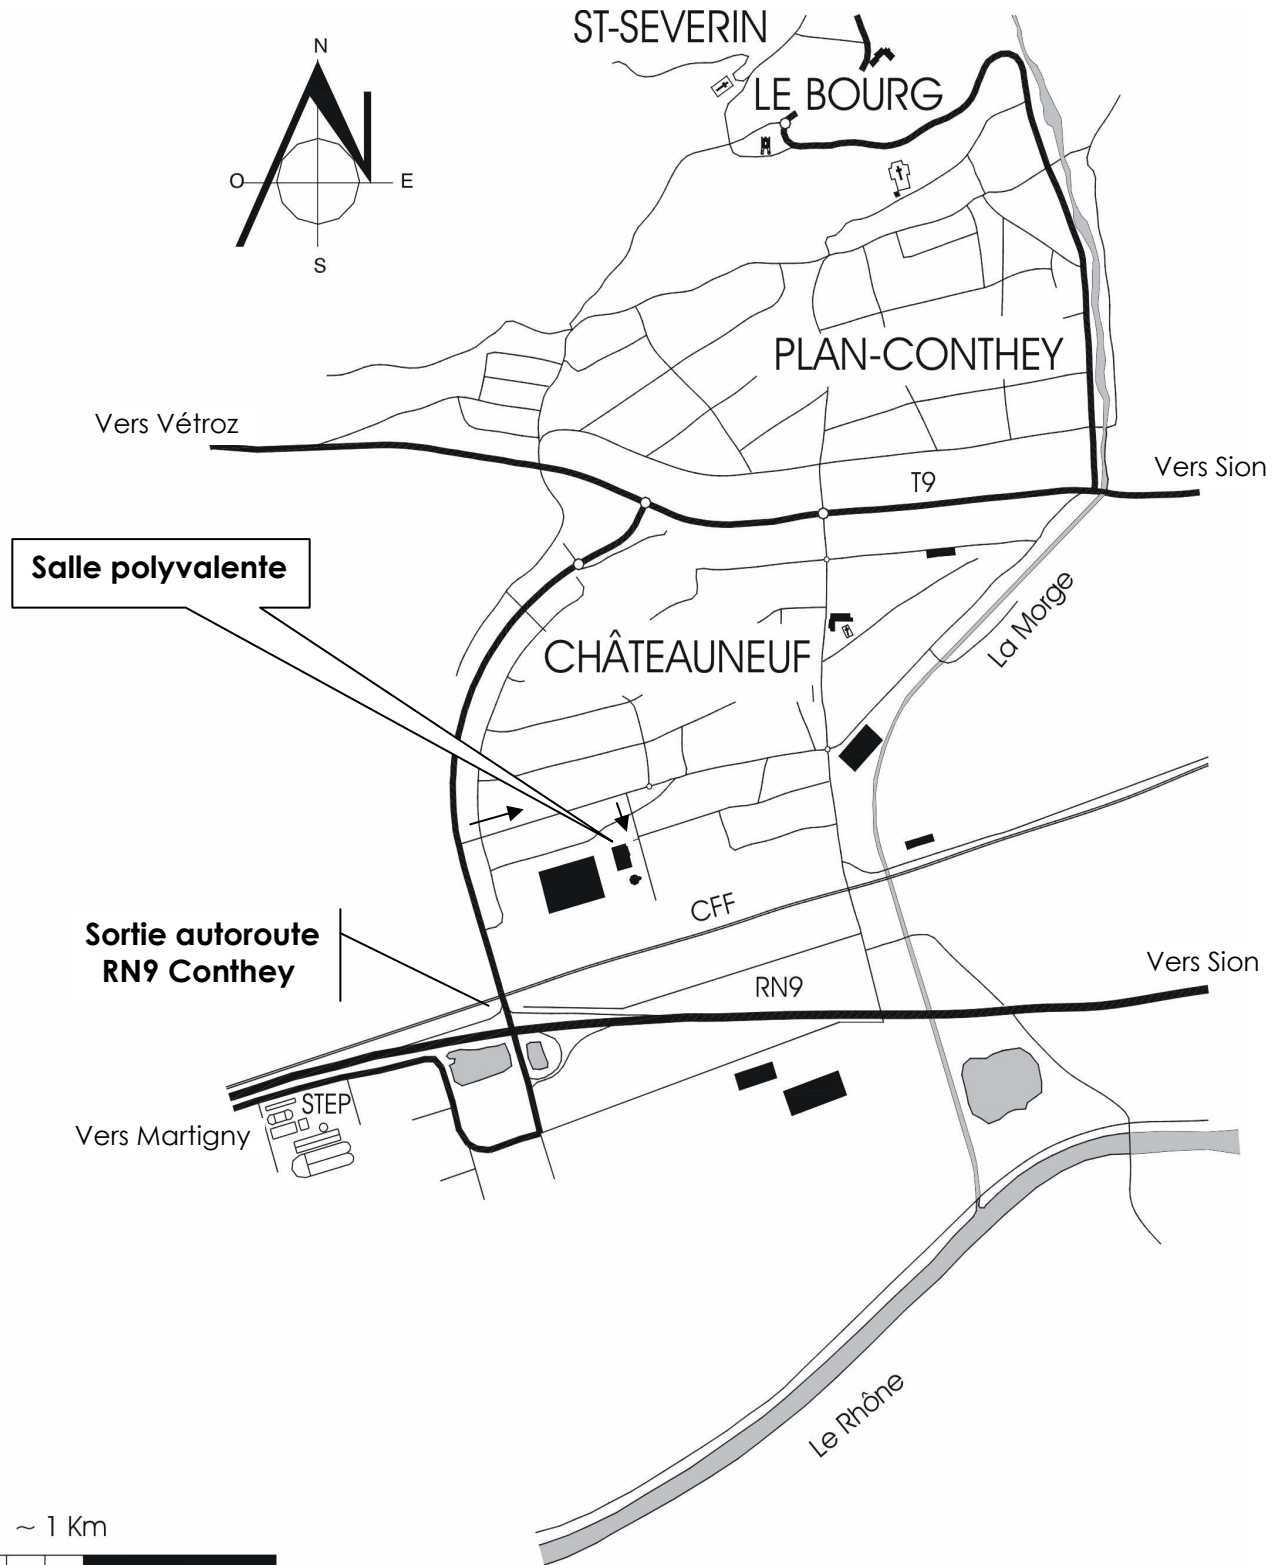 ST-SEVERIN
N
LE BOURG
O
E
S
PLAN-CONTHEY
Vers Vétroz
T9
Vers Sion
Salle polyvalente
La Morge
CHÂTEAUNEUF
CFF
Sortie autoroute
RN9 Conthey
Vers Sion
RN9
STEP
Vers Martigny
Le Rhône
~ 1 Km